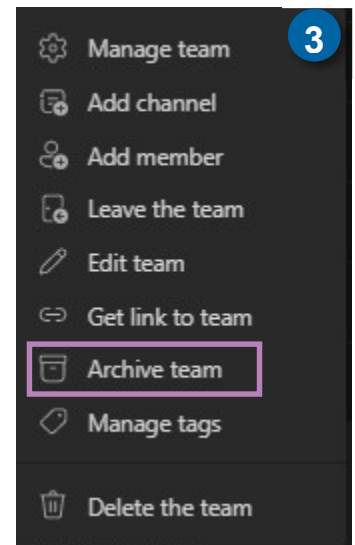 3
Manage team
Add channel
Add member
Leave the team
Edit team
Get link to team
Archive team
Manage tags
Delete the team